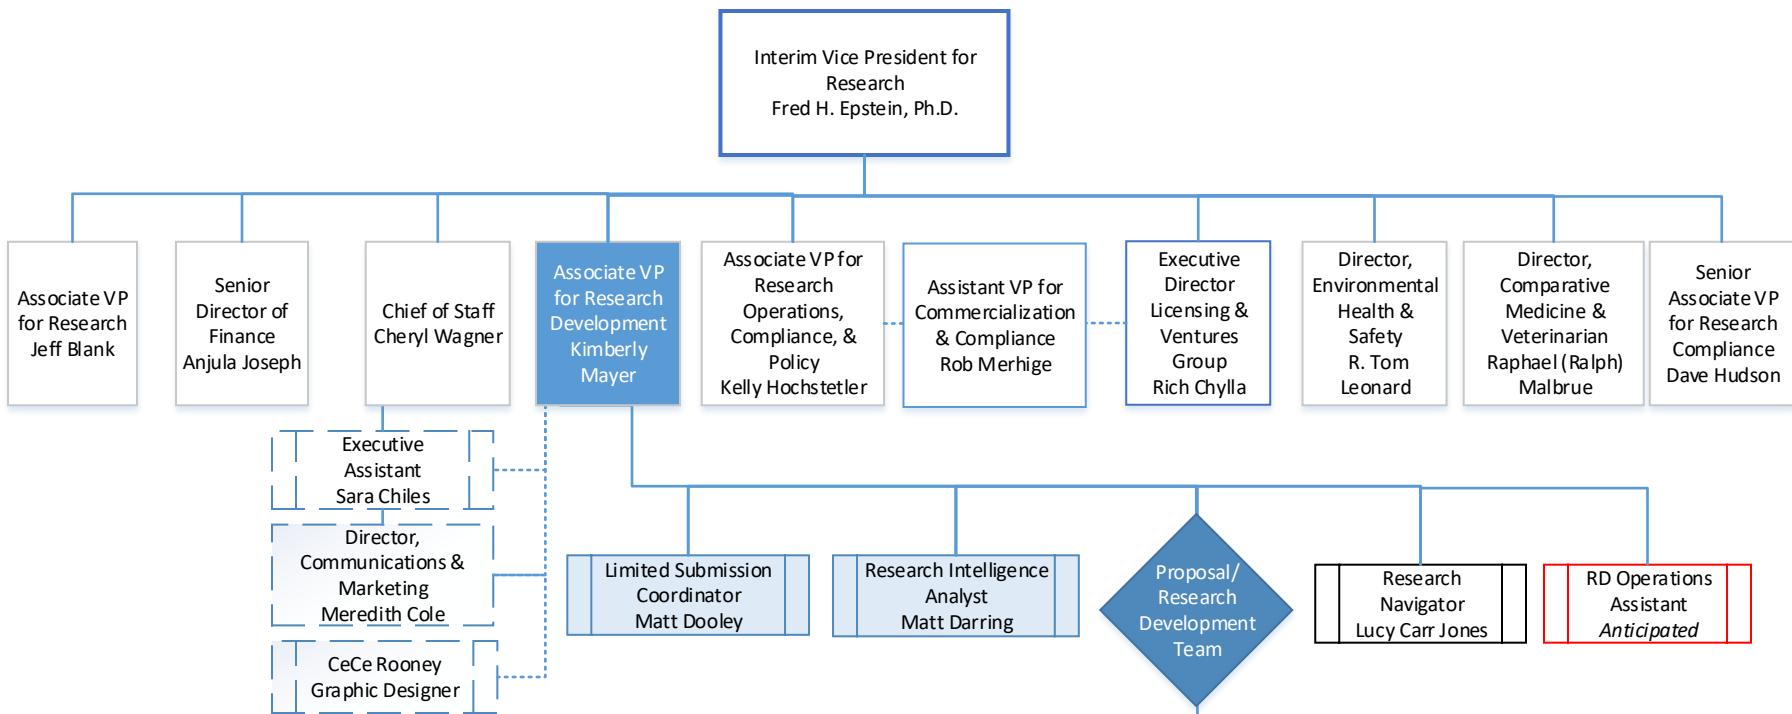 Interim Vice President for
Research
Fred H. Epstein, Ph.D.
Associate VP
for Research
Jeff Blank
Senior
Director of
Finance
Anjula Joseph
Chief of Staff
Cheryl Wagner
Associate VP
for Research
Development
Kimberly
Mayer
Associate VP for
Research
Operations,
Compliance, &
Policy
Kelly Hochstetler
Assistant VP for
Commercialization
& Compliance
Rob Merhige
Executive
Director
Licensing &
Ventures
Group
Rich Chylla
Director,
Environmental
Health &
Safety
R. Tom
Leonard
Director,
Comparative
Medicine &
Veterinarian
Raphael (Ralph)
Malbrue
Senior
Associate VP
for Research
Compliance
Dave Hudson
Executive
Assistant
Sara Chiles
Director,
Communications &
Marketing
Meredith Cole
CeCe Rooney
Graphic Designer
Limited Submission
Coordinator
Matt Dooley
Research Intelligence
Analyst
Matt Darring
Proposal/
Research
Development
Team
Research
Navigator
Lucy Carr Jones
RD Operations
Assistant
Anticipated